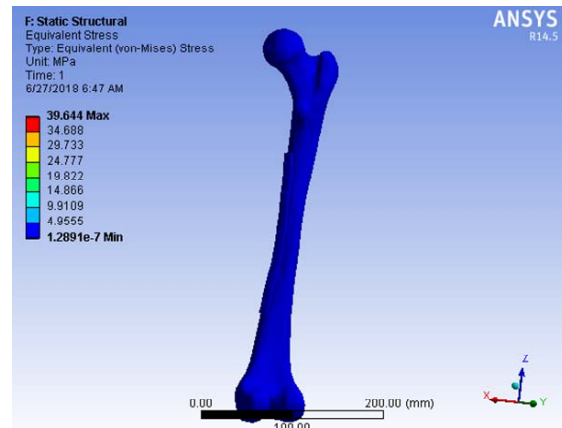 F: Static Structural
Equivalent Stress
Type: Equivalent (von-Mises) Stress
Unit: MPa
Time: 1
6/27/2018 6:47 AM
39.644 Max
34.688
29.733
24.777
19.822
14.866
9.9109
4.9555
1.2891e-7 Min
ANSYS
R14.5
Z
X
Y
0.00
200.00 (mm)
100.00